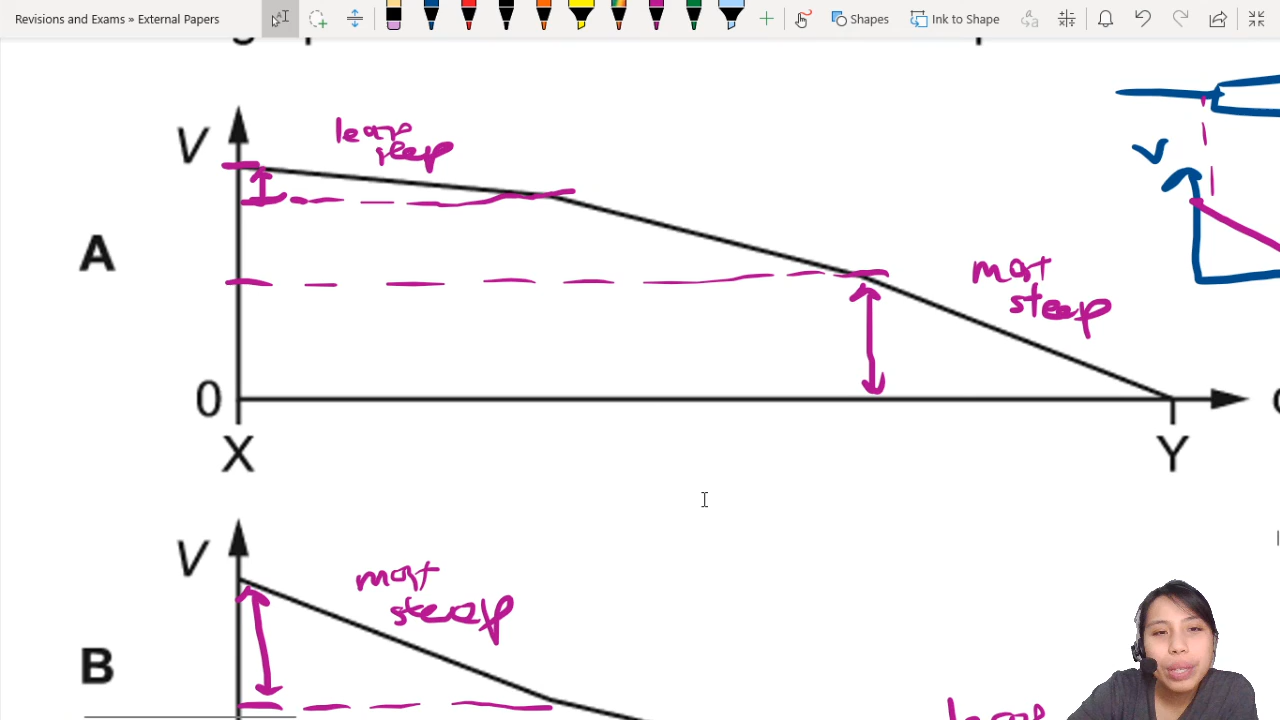 Revisions and Exams » External Papers
Shapes
Ink to Shape
V
least
steep
V
A
most
steep
0
X
Y
V
most
steep
B